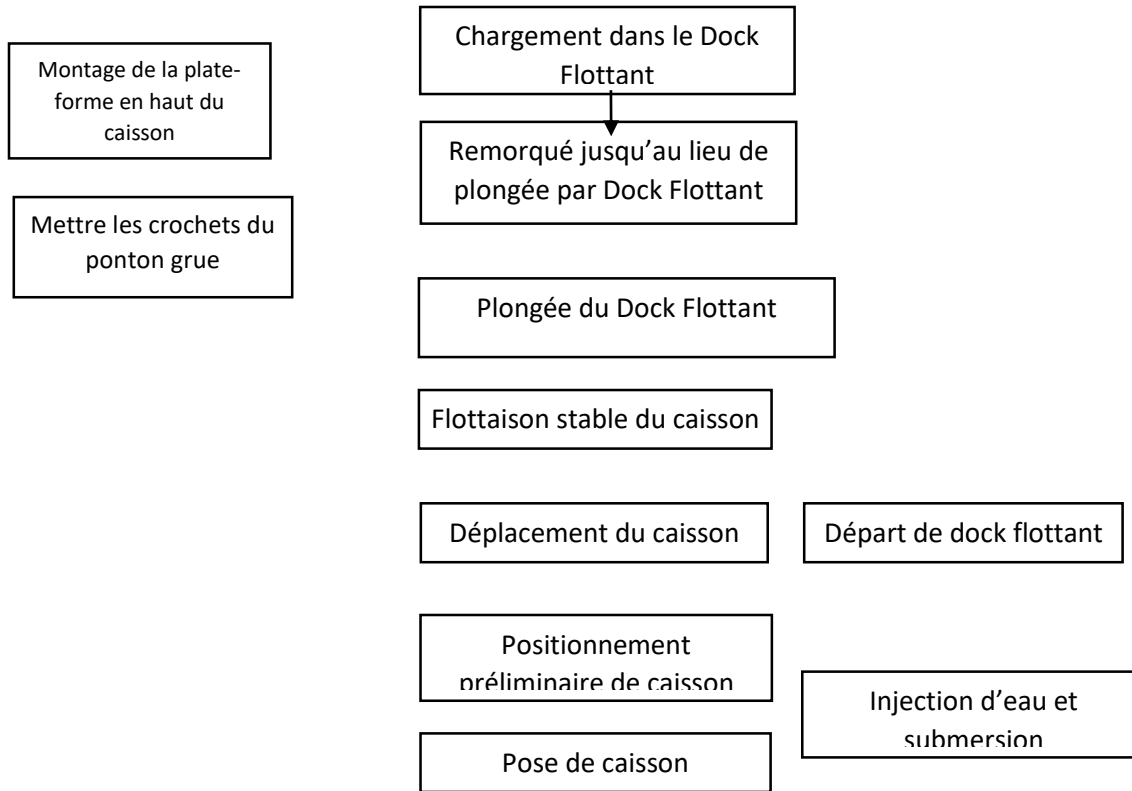 Chargement dans le Dock
Flottant
Montage de la plate-
forme en haut du
caisson
Remorqué jusqu’au lieu de
plongée par Dock Flottant
Mettre les crochets du
ponton grue
Plongée du Dock Flottant
Flottaison stable du caisson
Déplacement du caisson
Départ de dock flottant
Positionnement
préliminaire de caisson
Injection d’eau et
submersion
Pose de caisson